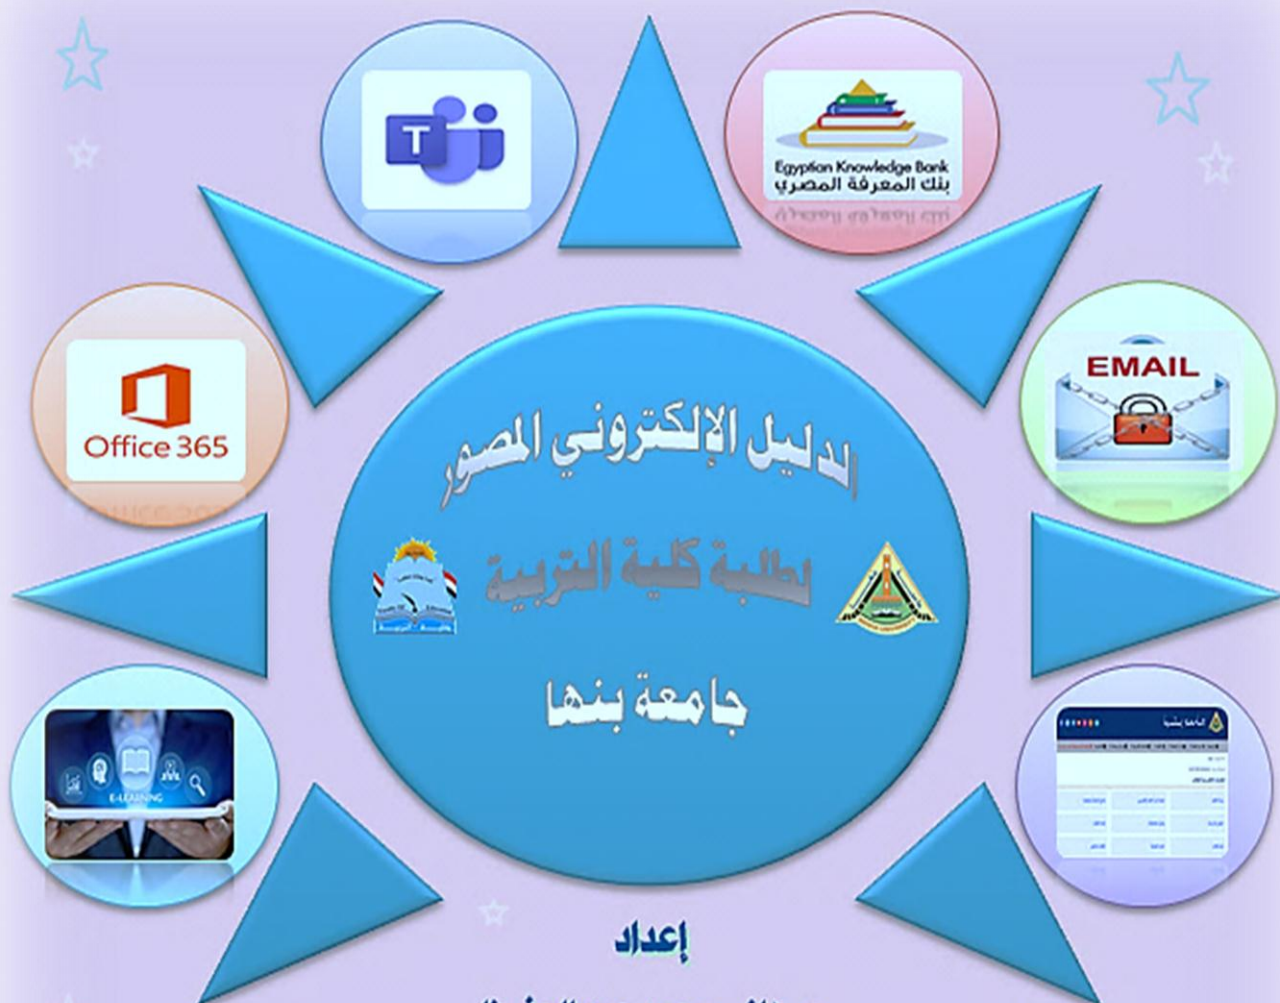 T
Egyptian Knowledge Bank
بنك المعرفة المصري
EMAIL
Office 365
الدليل الإلكتروني المصور
لطلبة كلية التربية
جامعة بنها
E-LEARNING
إعداد